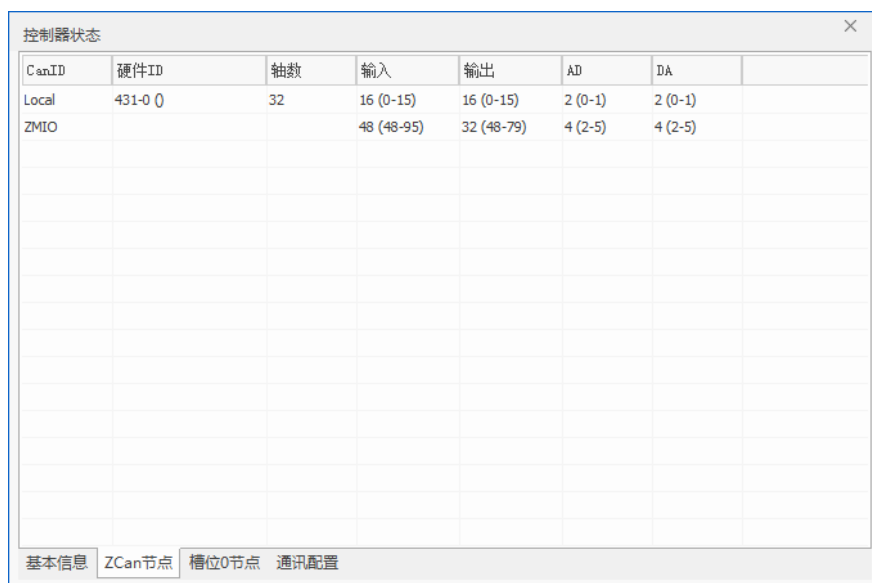 控制器状态
CanID 硬件ID 轴数 输入 输出 AD DA
Local 431-0 () 32 16 (0-15) 16 (0-15) 2 (0-1) 2 (0-1)
ZMIO 48 (48-95) 32 (48-79) 4 (2-5) 4 (2-5)
基本信息 ZCan节点 槽位0节点 通讯配置